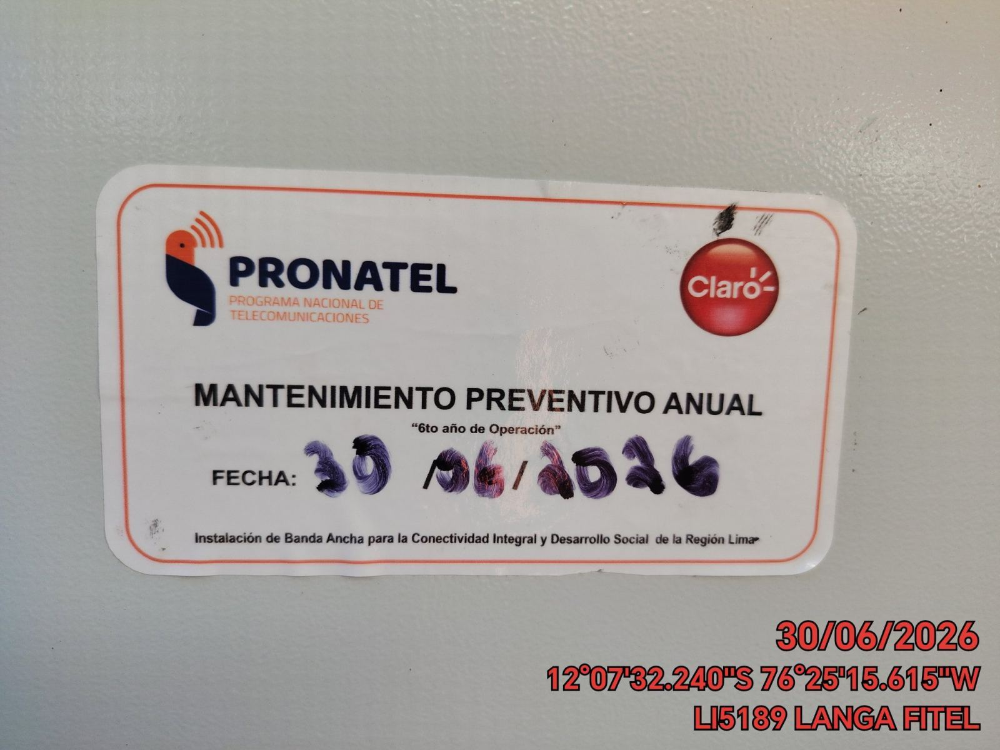 PRONATEL
PROGRAMA NACIONAL DE
TELECOMUNICACIONES
Claro
MANTENIMIENTO PREVENTIVO ANUAL
“6to año de Operación”
FECHA: 30 /06/2026
Instalación de Banda Ancha para la Conectividad Integral y Desarrollo Social de la Región Lima
30/06/2026
12°07'32.240"S 76°25'15.615"W
LI5189 LANGA FITEL